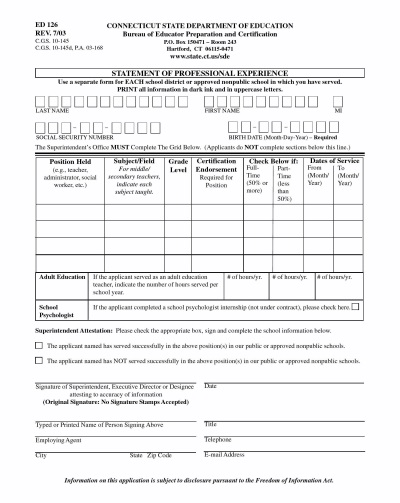 ED 126
REV. 7/03
C.G.S. 10-145
C.G.S. 10-145d, P.A. 03-168
CONNECTICUT STATE DEPARTMENT OF EDUCATION
Bureau of Educator Preparation and Certification
P.O. Box 150471 – Room 243
Hartford, CT 06115-0471
www.state.ct.us/sde
STATEMENT OF PROFESSIONAL EXPERIENCE
Use a separate form for EACH school district or approved nonpublic school in which you have served.
PRINT all information in dark ink and in uppercase letters.
LAST NAME FIRST NAME MI
SOCIAL SECURITY NUMBER BIRTH DATE (Month-Day-Year) – Required
The Superintendent's Office MUST Complete The Grid Below. (Applicants do NOT complete sections below this line.)
Position Held
(e.g., teacher,
administrator, social
worker, etc.)
Subject/Field
For middle/
secondary teachers,
indicate each
subject taught.
Grade
Level
Certification
Endorsement
Required for
Position
Check Below if:
Full-
Time
(50% or
more)
Part-
Time
(less
than
50%)
Dates of Service
From
(Month/
Year)
To
(Month/
Year)
Adult Education
If the applicant served as an adult education
teacher, indicate the number of hours served per
school year.
# of hours/yr. # of hours/yr. # of hours/yr.
School
Psychologist
If the applicant completed a school psychologist internship (not under contract), please check here.
Superintendent Attestation: Please check the appropriate box, sign and complete the school information below.
The applicant named has served successfully in the above position(s) in our public or approved nonpublic schools.
The applicant named has NOT served successfully in the above position(s) in our public or approved nonpublic schools.
Signature of Superintendent, Executive Director or Designee
attesting to accuracy of information
(Original Signature: No Signature Stamps Accepted)
Date
Typed or Printed Name of Person Signing Above Title
Employing Agent Telephone
City State Zip Code E-mail Address
Information on this application is subject to disclosure pursuant to the Freedom of Information Act.